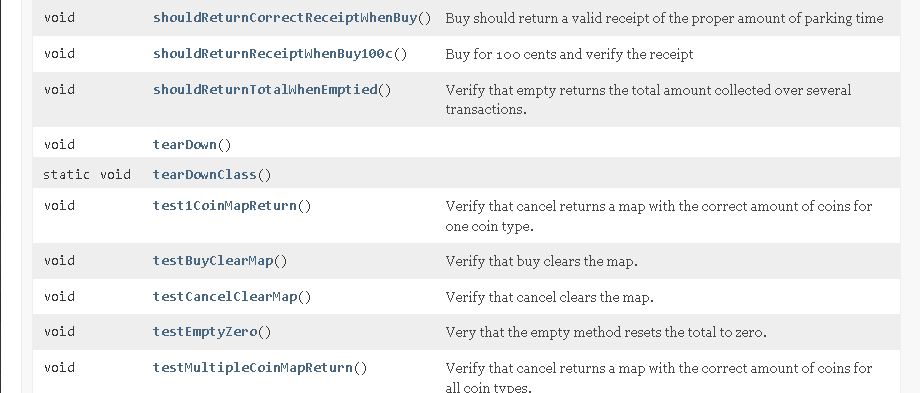 void shouldReturnCorrectReceiptWhenBuy() Buy should return a valid receipt of the proper amount of parking time
void shouldReturnReceiptWhenBuy100c() Buy for 100 cents and verify the receipt
void shouldReturnTotalWhenEmptied() Verify that empty returns the total amount collected over several
transactions.
void tearDown()
static void tearDownClass()
void test1CoinMapReturn() Verify that cancel returns a map with the correct amount of coins for
one coin type.
void testBuyClearMap() Verify that buy clears the map.
void testCancelClearMap() Verify that cancel clears the map.
void testEmptyZero() Very that the empty method resets the total to zero.
void testMultipleCoinMapReturn() Verify that cancel returns a map with the correct amount of coins for
all coin types.